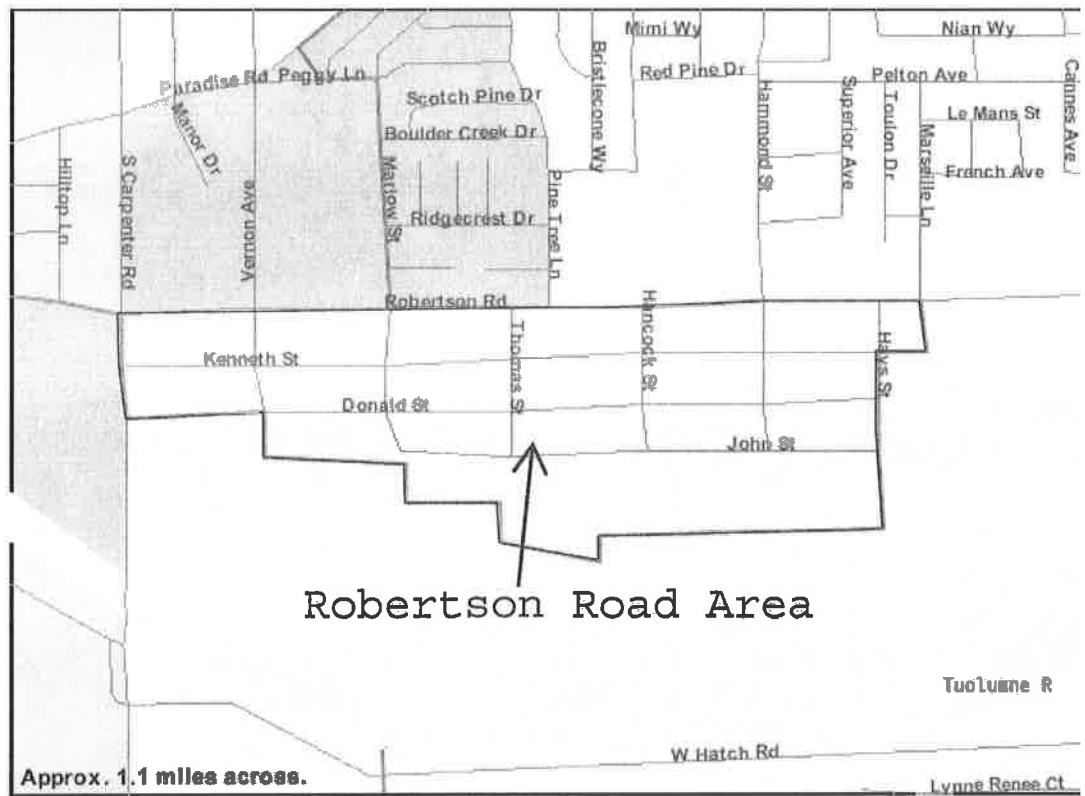 Mimi Wy
Nian Wy
Paradise Rd
Peggy Ln
Bristlecone Wy
Red Pine Dr
Pelton Ave
Cannes Ave
Scotch Pine Dr
Hammond St
Superior Ave
Toulon Dr
Le Mans St
Manor Dr
Boulder Creek Dr
Marseille Ln
French Ave
Hilltop Ln
S Carpenter Rd
Vernon Ave
Marlow St
Ridgecrest Dr
Pine Tree Ln
Robertson Rd
Thomas St
Hancock St
Hays St
Kenneth St
Donald St
John St
Robertson Road Area
Tuolumne R
W Hatch Rd
Approx. 1.1 miles across.
Lynne Renee Ct